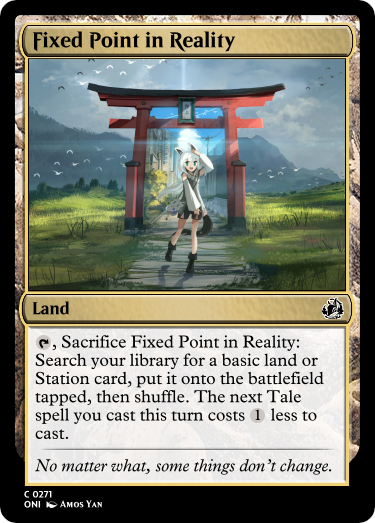 Fixed Point in Reality
Land
, Sacrifice Fixed Point in Reality:
Search your library for a basic land or
Station card, put it onto the battlefield
tapped, then shuffle. The next Tale
spell you cast this turn costs 1 less to
cast.
No matter what, some things don't change.
C 0271
ONI Amos Yan